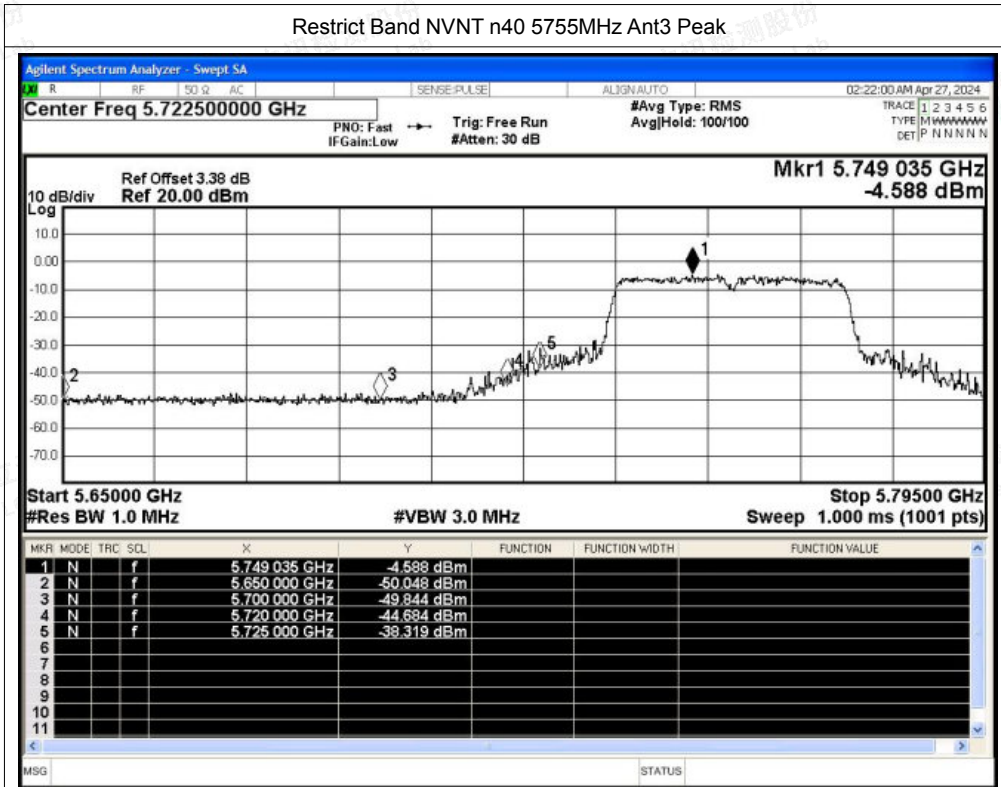 Restrict Band NVNT n40 5755MHz Ant3 Peak
Agilent Spectrum Analyzer - Swept SA
LXI R RF 50 Ω AC SENSE:PULSE ALIGNAUTO 02:22:00 AM Apr 27, 2024
Center Freq 5.722500000 GHz #Avg Type: RMS TRACE 1 2 3 4 5 6
PNO: Fast Trig: Free Run Avg|Hold: 100/100 TYPE M WWWWW
IFGain:Low #Atten: 30 dB DET P N N N N N
Mkr1 5.749 035 GHz
Ref Offset 3.38 dB
10 dB/div Ref 20.00 dBm -4.588 dBm
Log
10.0
1
0.00
-10.0
-20.0
-30.0
5
4
-40.0
2
3
-50.0
-60.0
-70.0
Start 5.65000 GHz Stop 5.79500 GHz
#Res BW 1.0 MHz #VBW 3.0 MHz Sweep 1.000 ms (1001 pts)
MKR MODE TRC SCL X Y FUNCTION FUNCTION WIDTH FUNCTION VALUE
1 N f 5.749 035 GHz -4.588 dBm
2 N f 5.650 000 GHz -50.048 dBm
3 N f 5.700 000 GHz -49.844 dBm
4 N f 5.720 000 GHz -44.684 dBm
5 N f 5.725 000 GHz -38.319 dBm
6
7
8
9
10
11
MSG STATUS